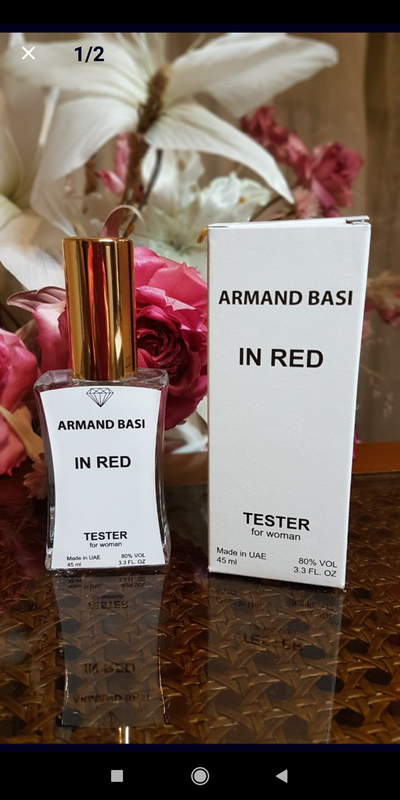 1/2
ARMAND BASI
IN RED
TESTER
for woman
Made in UAE 80% VOL
45 ml 3.3 FL. OZ
ARMAND BASI
IN RED
TESTER
for woman
Made in UAE 80% VOL
45 ml 3.3 FL. OZ